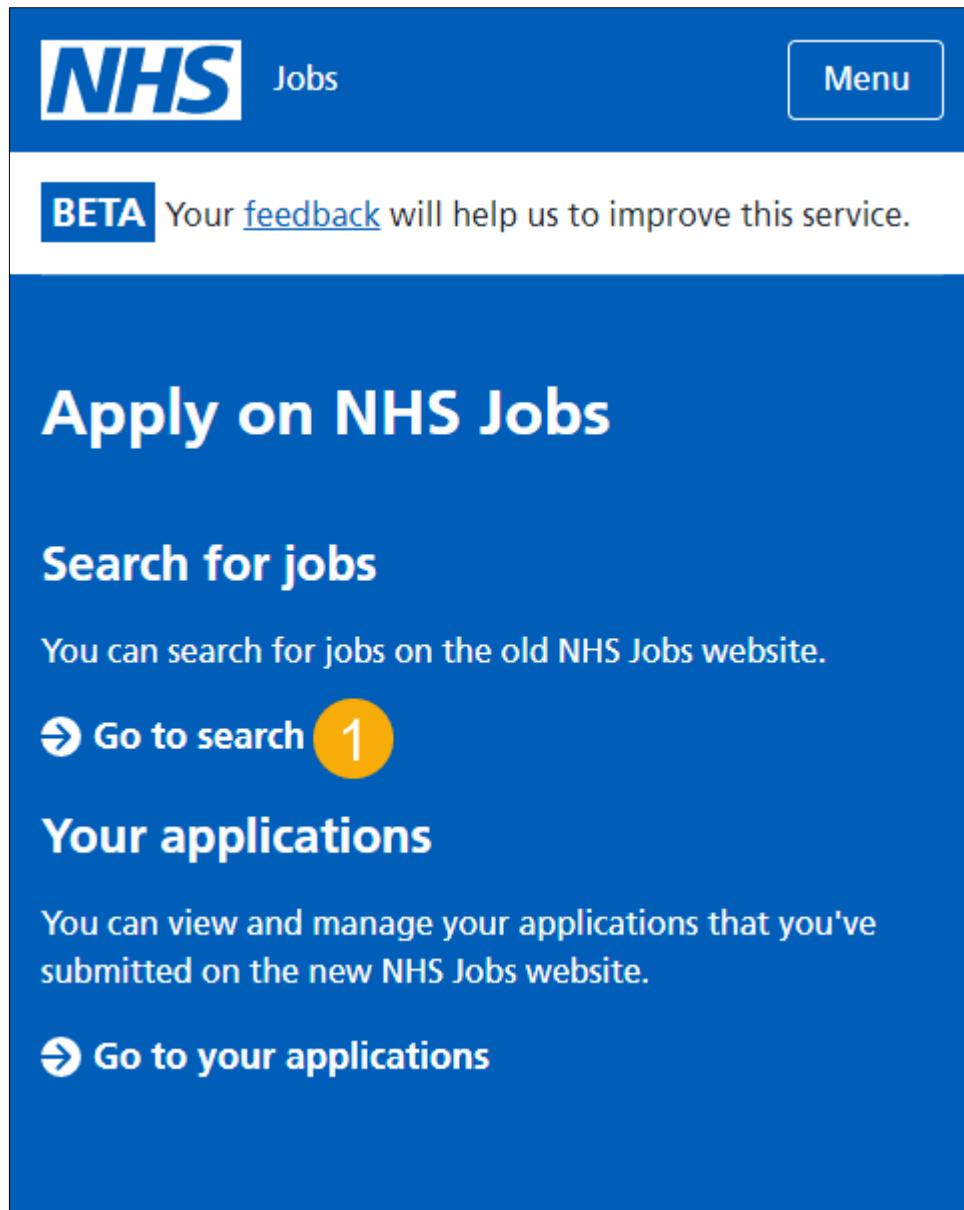 NHS Jobs Menu
BETA Your feedback will help us to improve this service.
Apply on NHS Jobs
Search for jobs
You can search for jobs on the old NHS Jobs website.
Go to search 1
Your applications
You can view and manage your applications that you've
submitted on the new NHS Jobs website.
Go to your applications